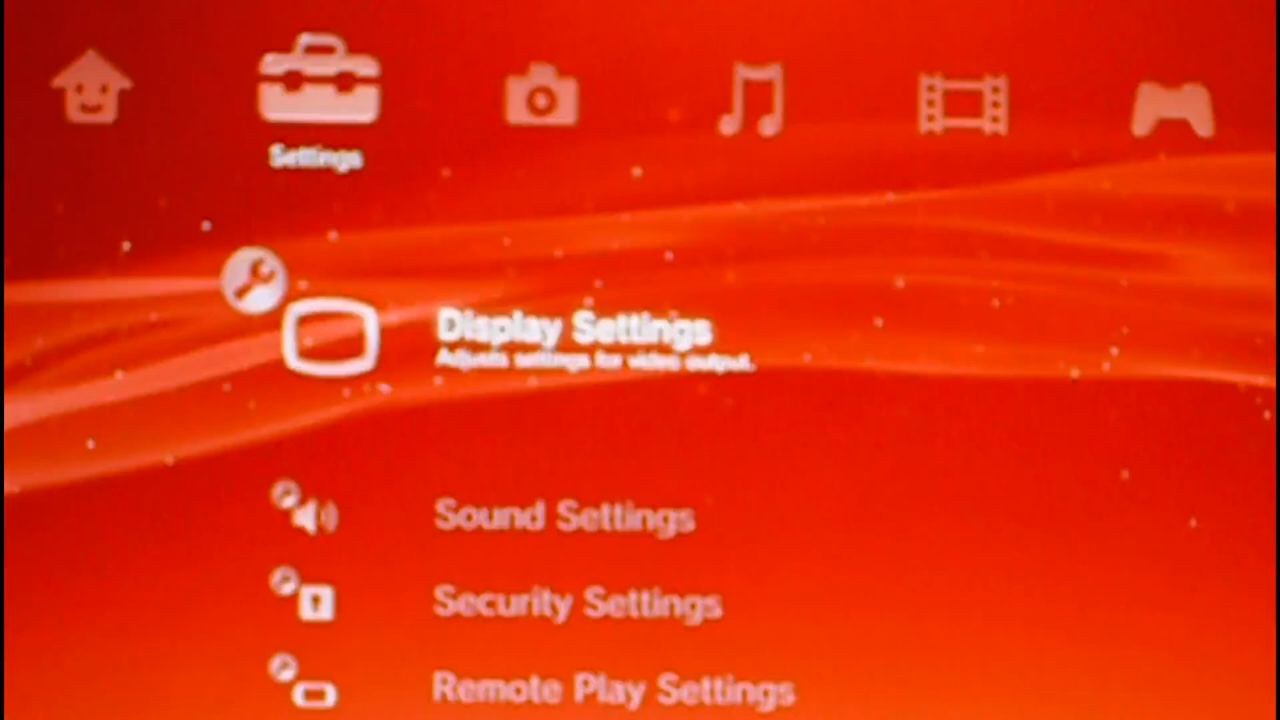 Settings
Display Settings
Adjusts settings for video output.
Sound Settings
Security Settings
Remote Play Settings